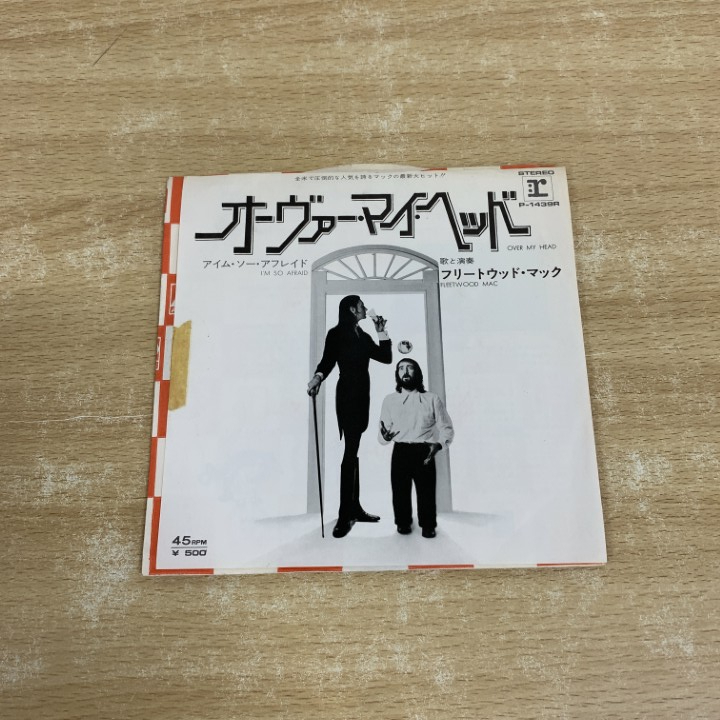 全米で圧倒的な人気を誇るマックの最新大ヒット!!
STEREO
r
P-1439R
オーヴァー・マイ・ヘッド
OVER MY HEAD
アイム・ソー・アフレイド
I'M SO AFRAID
歌と演奏
フリートウッド・マック
FLEETWOOD MAC
45RPM
¥500